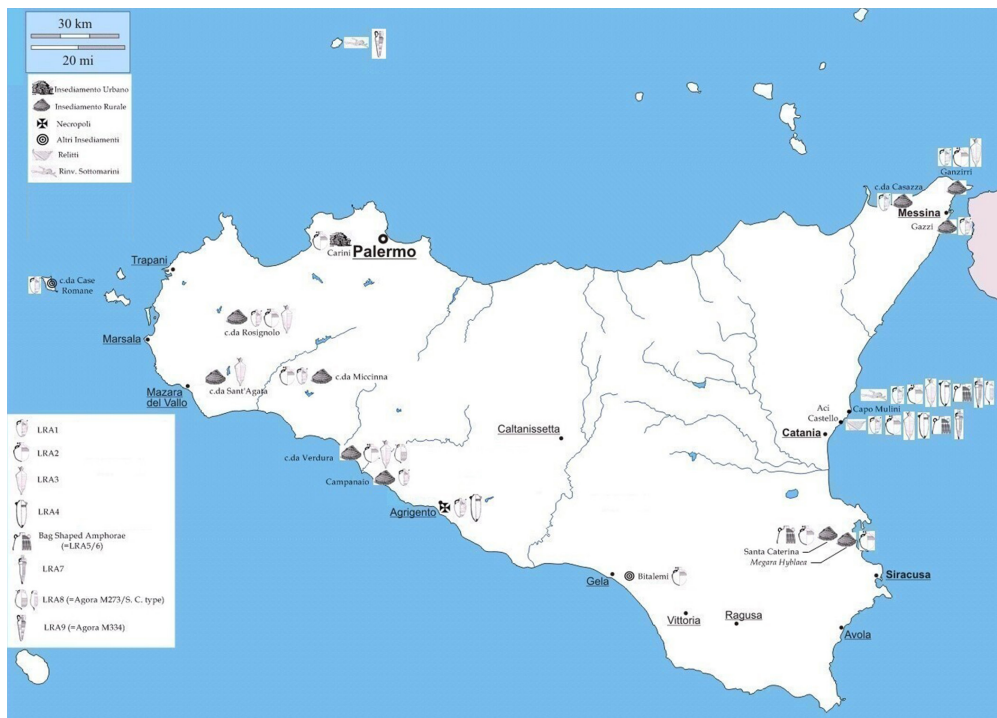 30 km
20 mi
Insediamento Urbano
Insediamento Rurale
Necropoli
Altri Insediamenti
Relitti
Rinv. Sottomarini
Ganzirri
c.da Casazza
Messina
Gazzi
Carini
Palermo
Trapani
c.da Case
Romane
c.da Rosignolo
Marsala
c.da Sant'Agata
c.da Miccinna
Mazara
del Vallo
Aci
Castello
Capo Mulini
Catania
Caltanissetta
LRA1
LRA2
LRA3
LRA4
Bag Shaped Amphorae
(=LRA5/6)
LRA7
LRA8 (=Agora M273/S. C. type)
LRA9 (=Agora M334)
c.da Verdura
Campanaio
Agrigento
Santa Caterina
Megara Hyblaea
Gela
Bitalemi
Siracusa
Vittoria
Ragusa
Avola